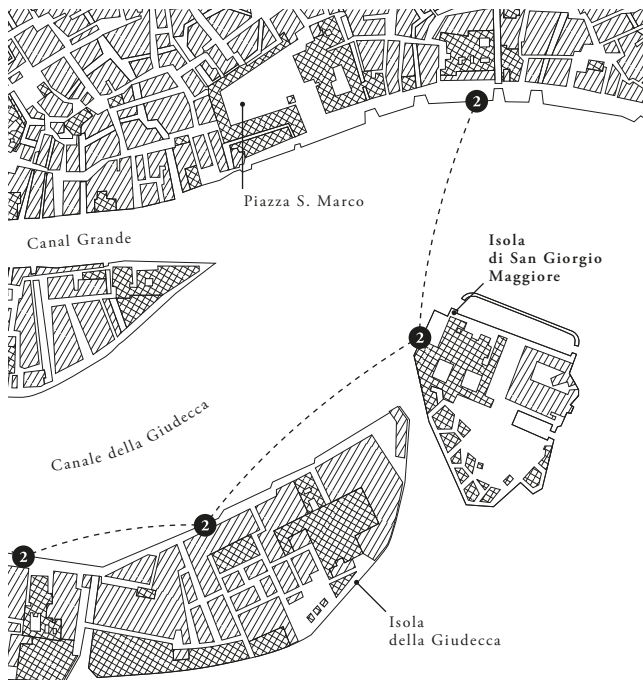 2
Piazza S. Marco
Canal Grande
Isola
di San Giorgio
Maggiore
2
Canale della Giudecca
2
2
Isola
della Giudecca